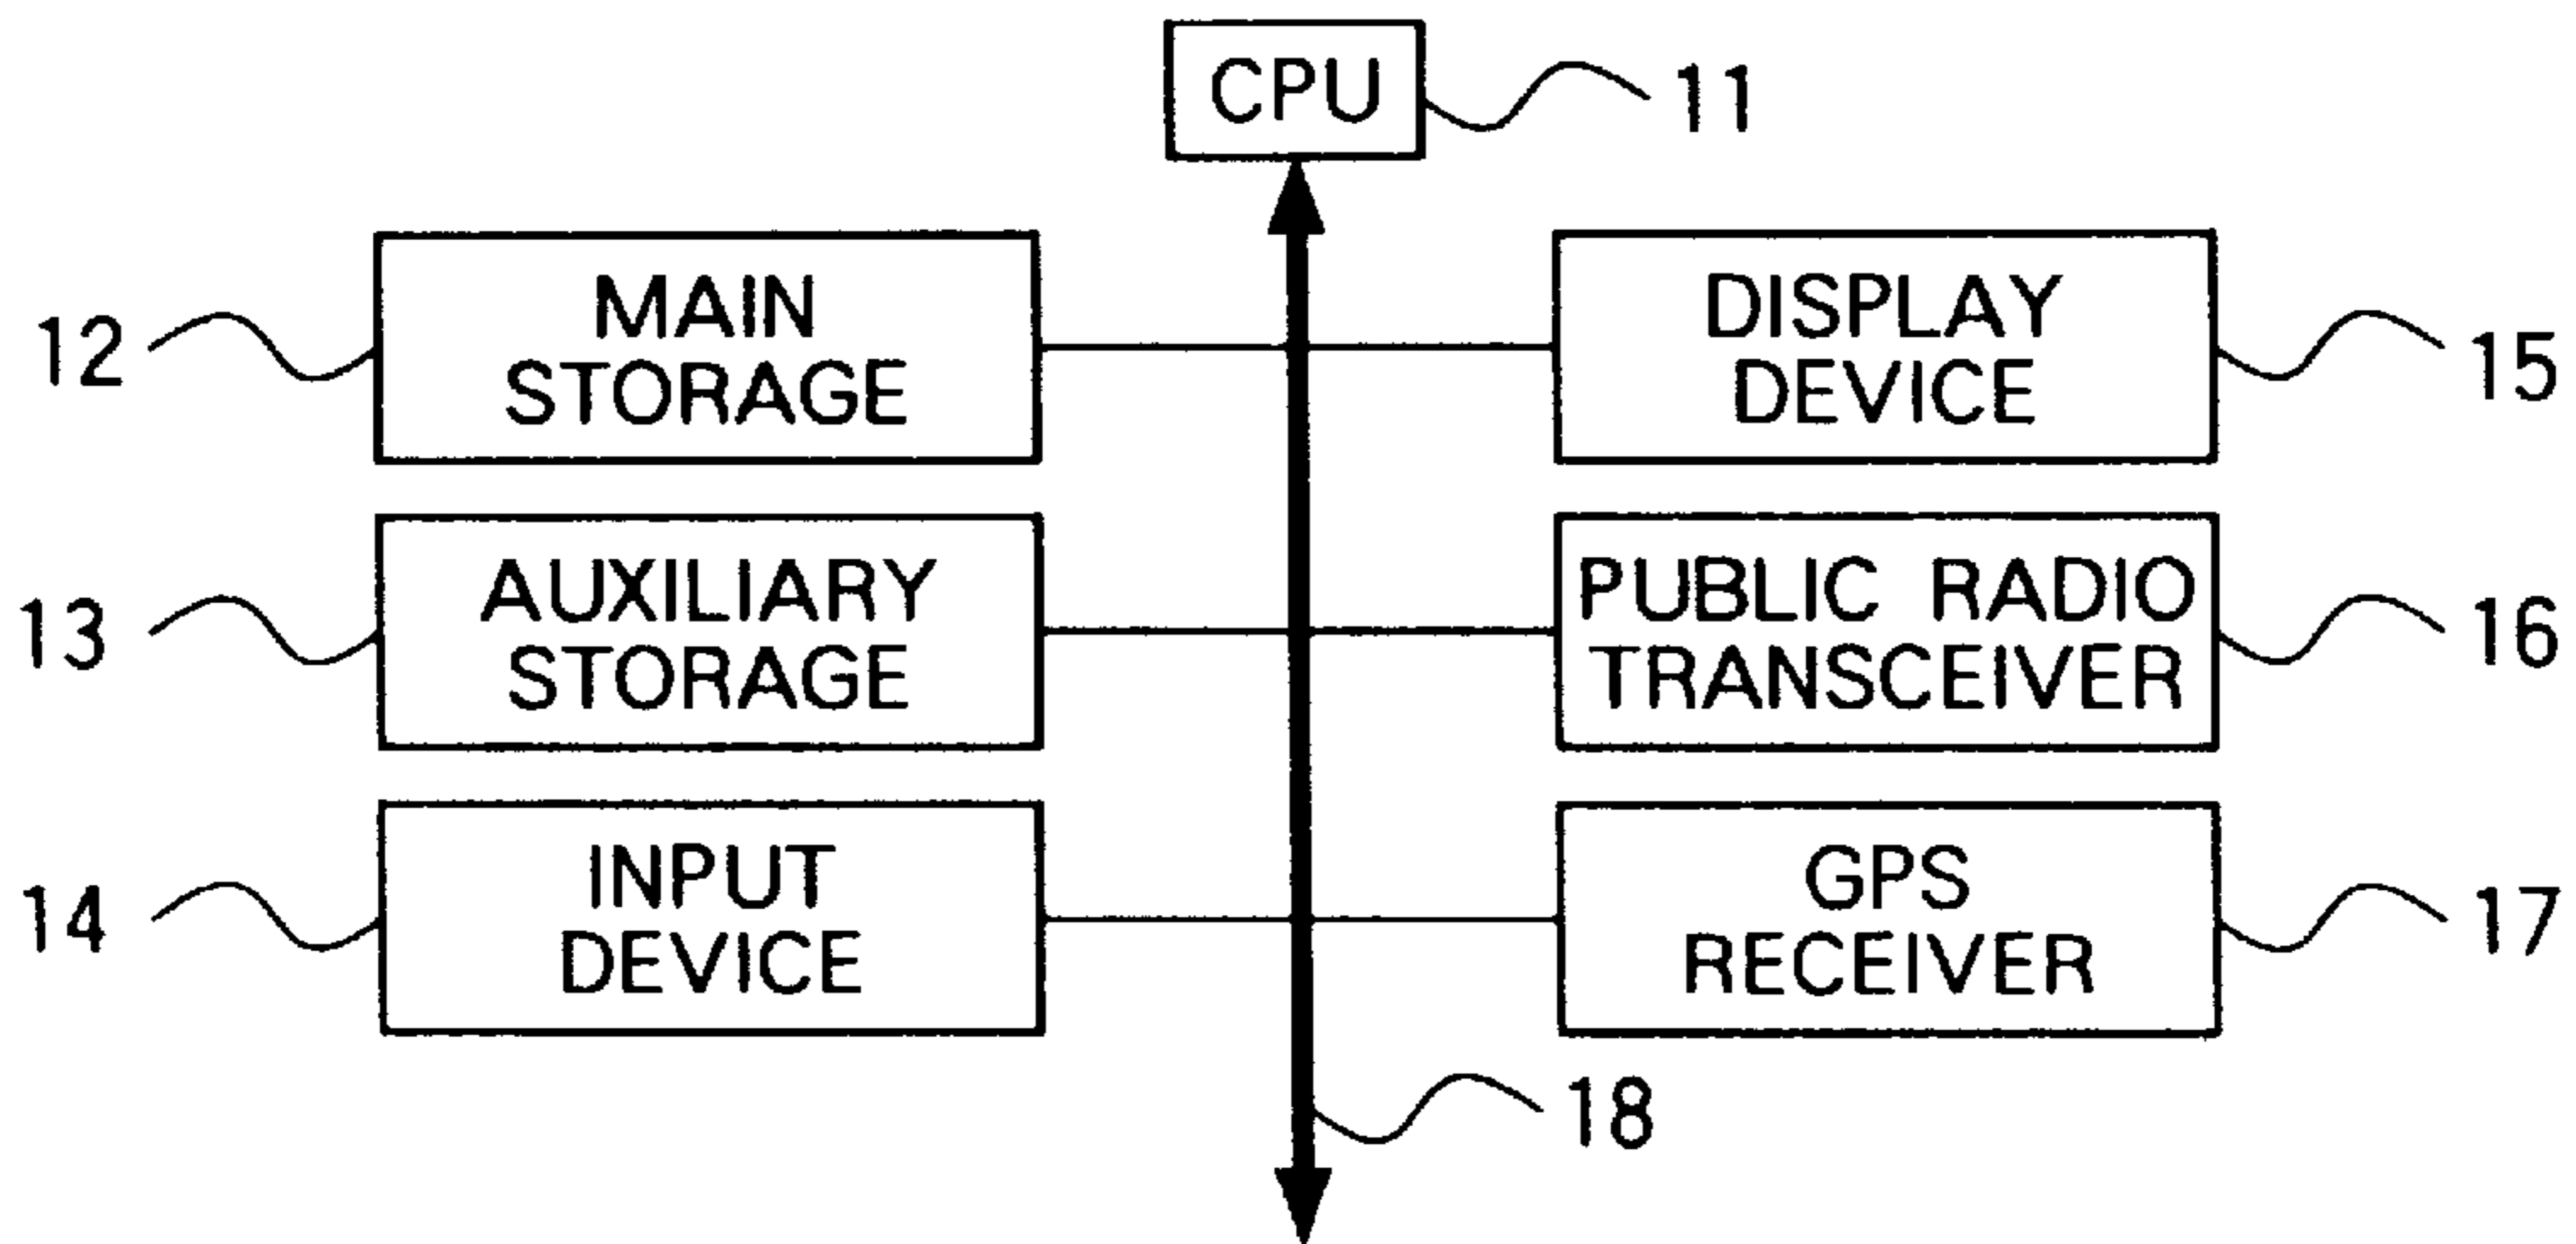 CPU
11
12
MAIN
STORAGE
DISPLAY
DEVICE
15
13
AUXILIARY
STORAGE
PUBLIC RADIO
TRANSCEIVER
16
14
INPUT
DEVICE
GPS
RECEIVER
17
18